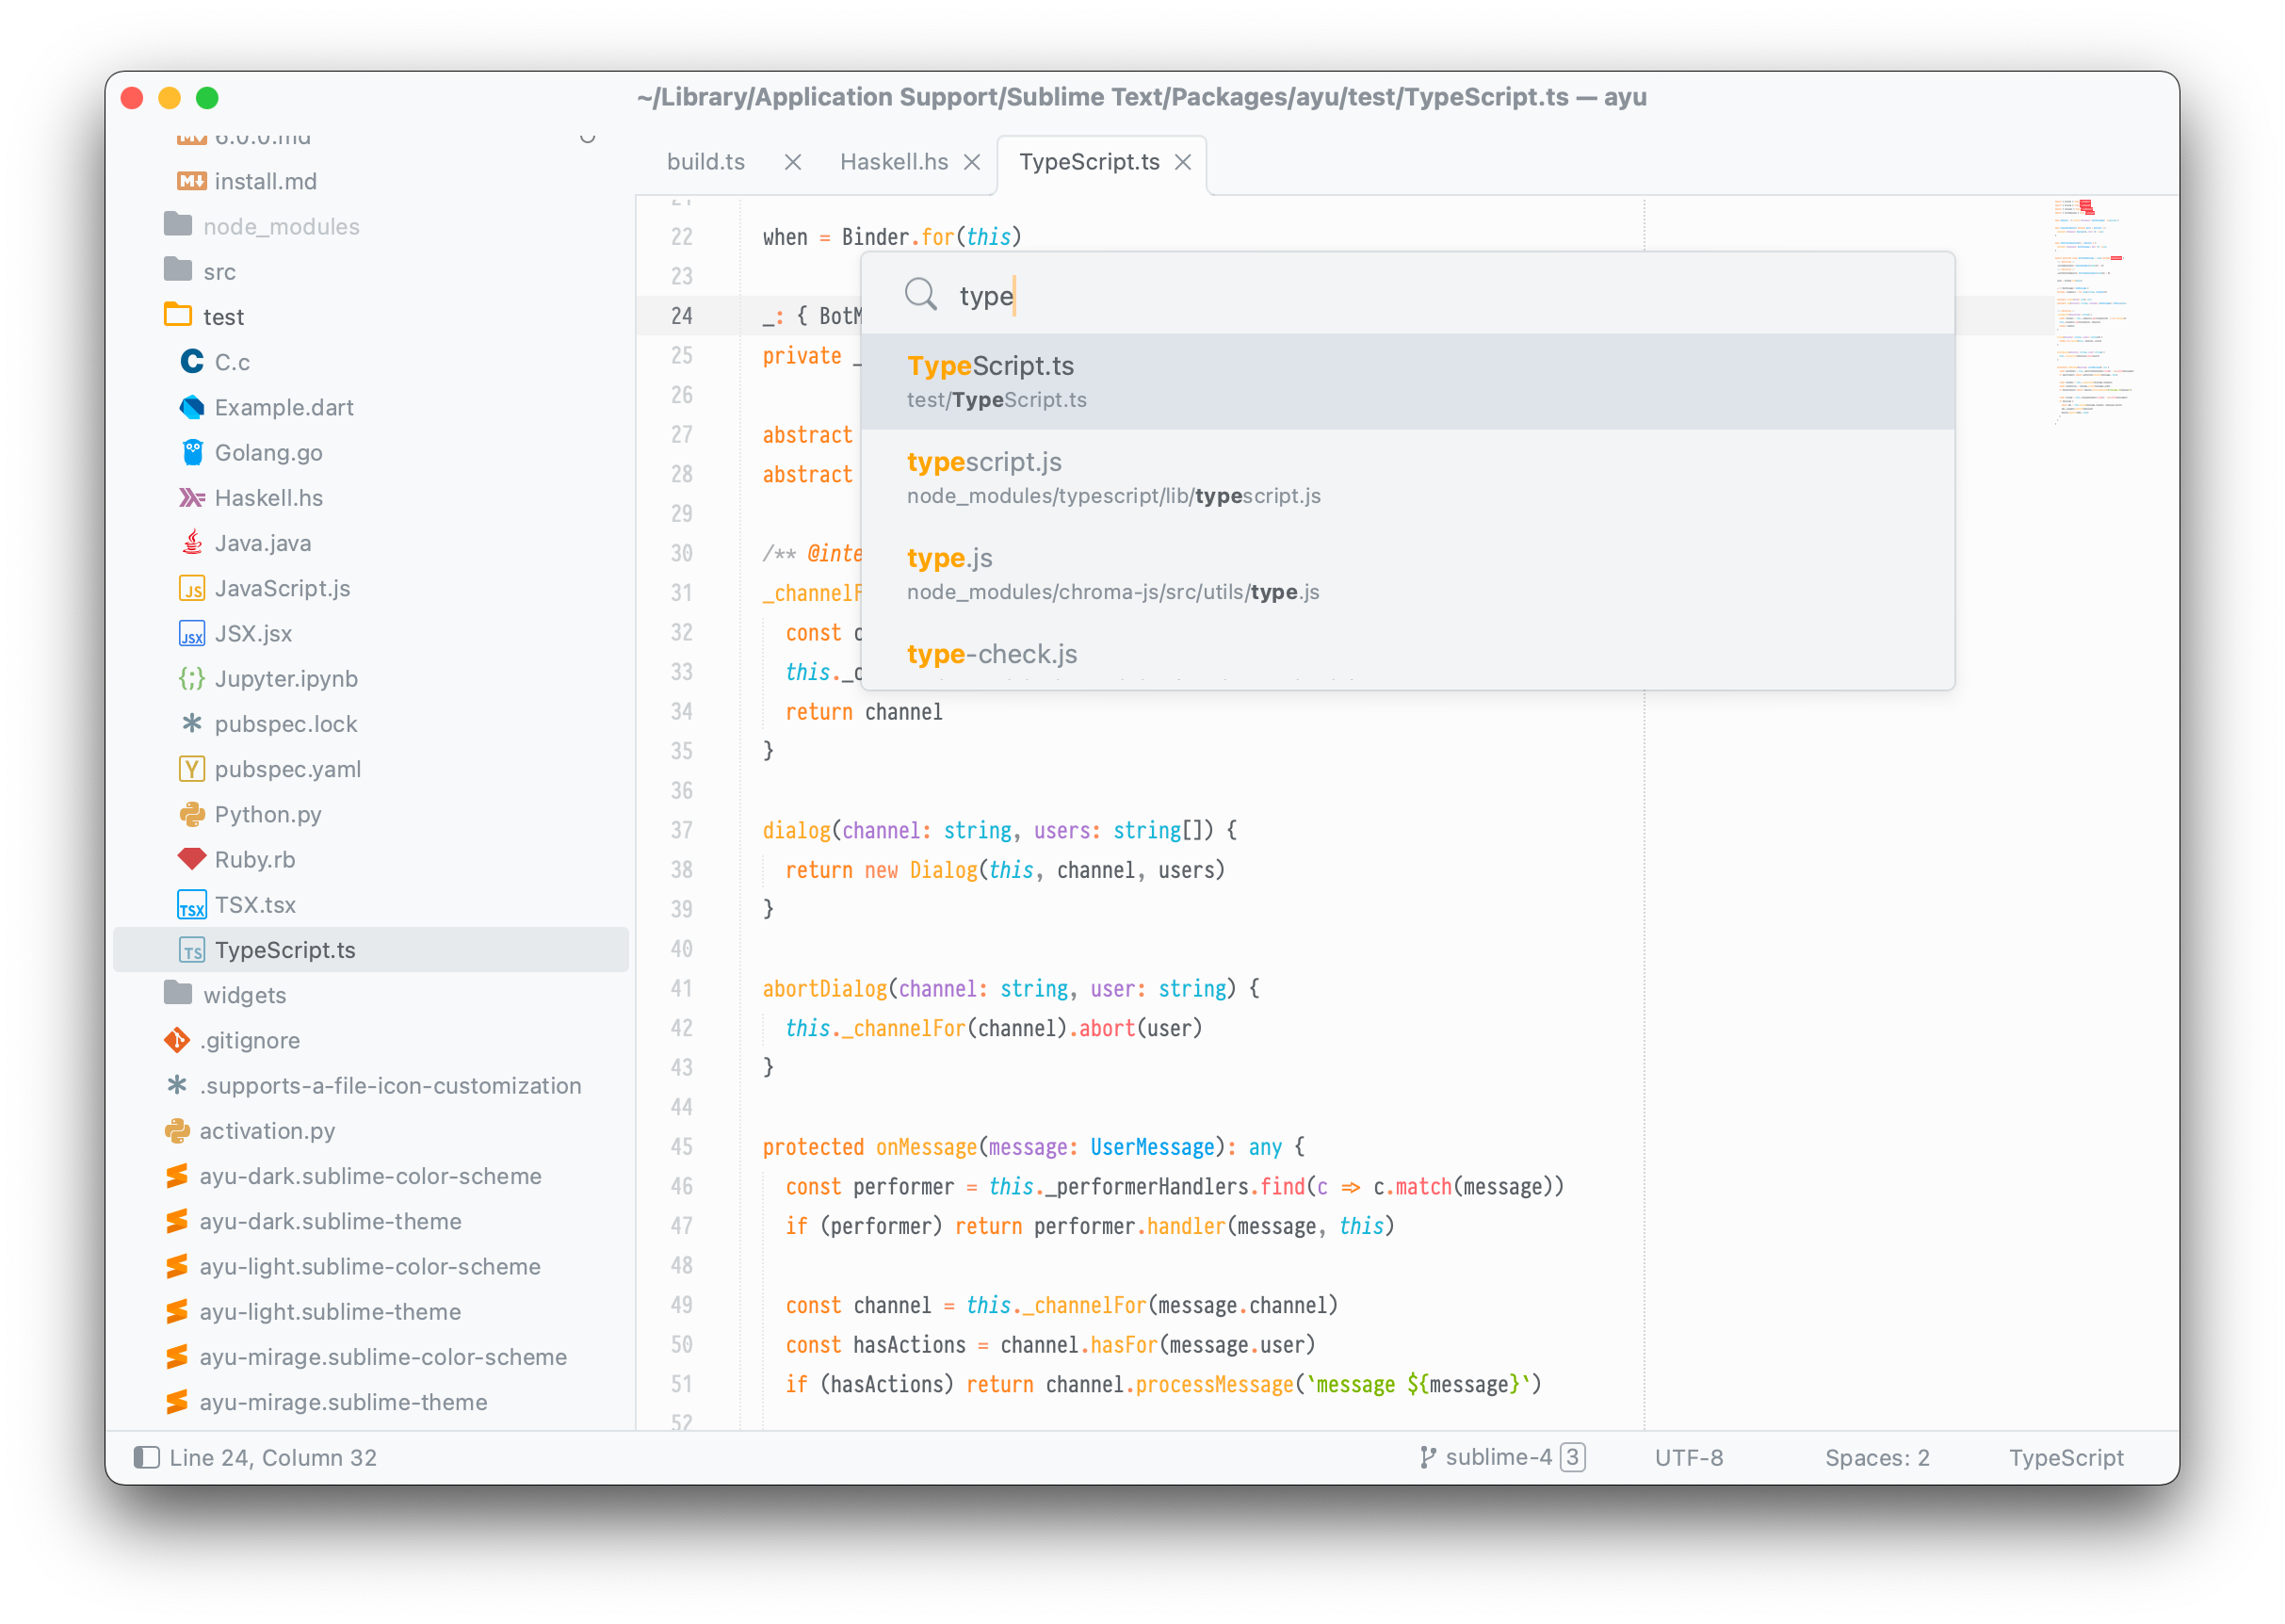 ~/Library/Application Support/Sublime Text/Packages/ayu/test/TypeScript.ts — ayu
6.0.0.md
install.md
node_modules
src
test
C.c
Example.dart
Golang.go
Haskell.hs
Java.java
JavaScript.js
JSX.jsx
Jupyter.ipynb
pubspec.lock
pubspec.yaml
Python.py
Ruby.rb
TSX.tsx
TypeScript.ts
widgets
.gitignore
.supports-a-file-icon-customization
activation.py
ayu-dark.sublime-color-scheme
ayu-dark.sublime-theme
ayu-light.sublime-color-scheme
ayu-light.sublime-theme
ayu-mirage.sublime-color-scheme
ayu-mirage.sublime-theme
build.ts Haskell.hs TypeScript.ts
21
22 when = Binder.for(this)
23
24 _: { BotM
25 private _
26
27 abstract
28 abstract
29
30 /** @inte
31 _channelF
32 const c
33 this._c
34 return channel
35 }
36
37 dialog(channel: string, users: string[]) {
38 return new Dialog(this, channel, users)
39 }
40
41 abortDialog(channel: string, user: string) {
42 this._channelFor(channel).abort(user)
43 }
44
45 protected onMessage(message: UserMessage): any {
46 const performer = this._performerHandlers.find(c => c.match(message))
47 if (performer) return performer.handler(message, this)
48
49 const channel = this._channelFor(message.channel)
50 const hasActions = channel.hasFor(message.user)
51 if (hasActions) return channel.processMessage(`message ${message}`)
52
type
TypeScript.ts
test/TypeScript.ts
typescript.js
node_modules/typescript/lib/typescript.js
type.js
node_modules/chroma-js/src/utils/type.js
type-check.js
Line 24, Column 32 sublime-4 3 UTF-8 Spaces: 2 TypeScript